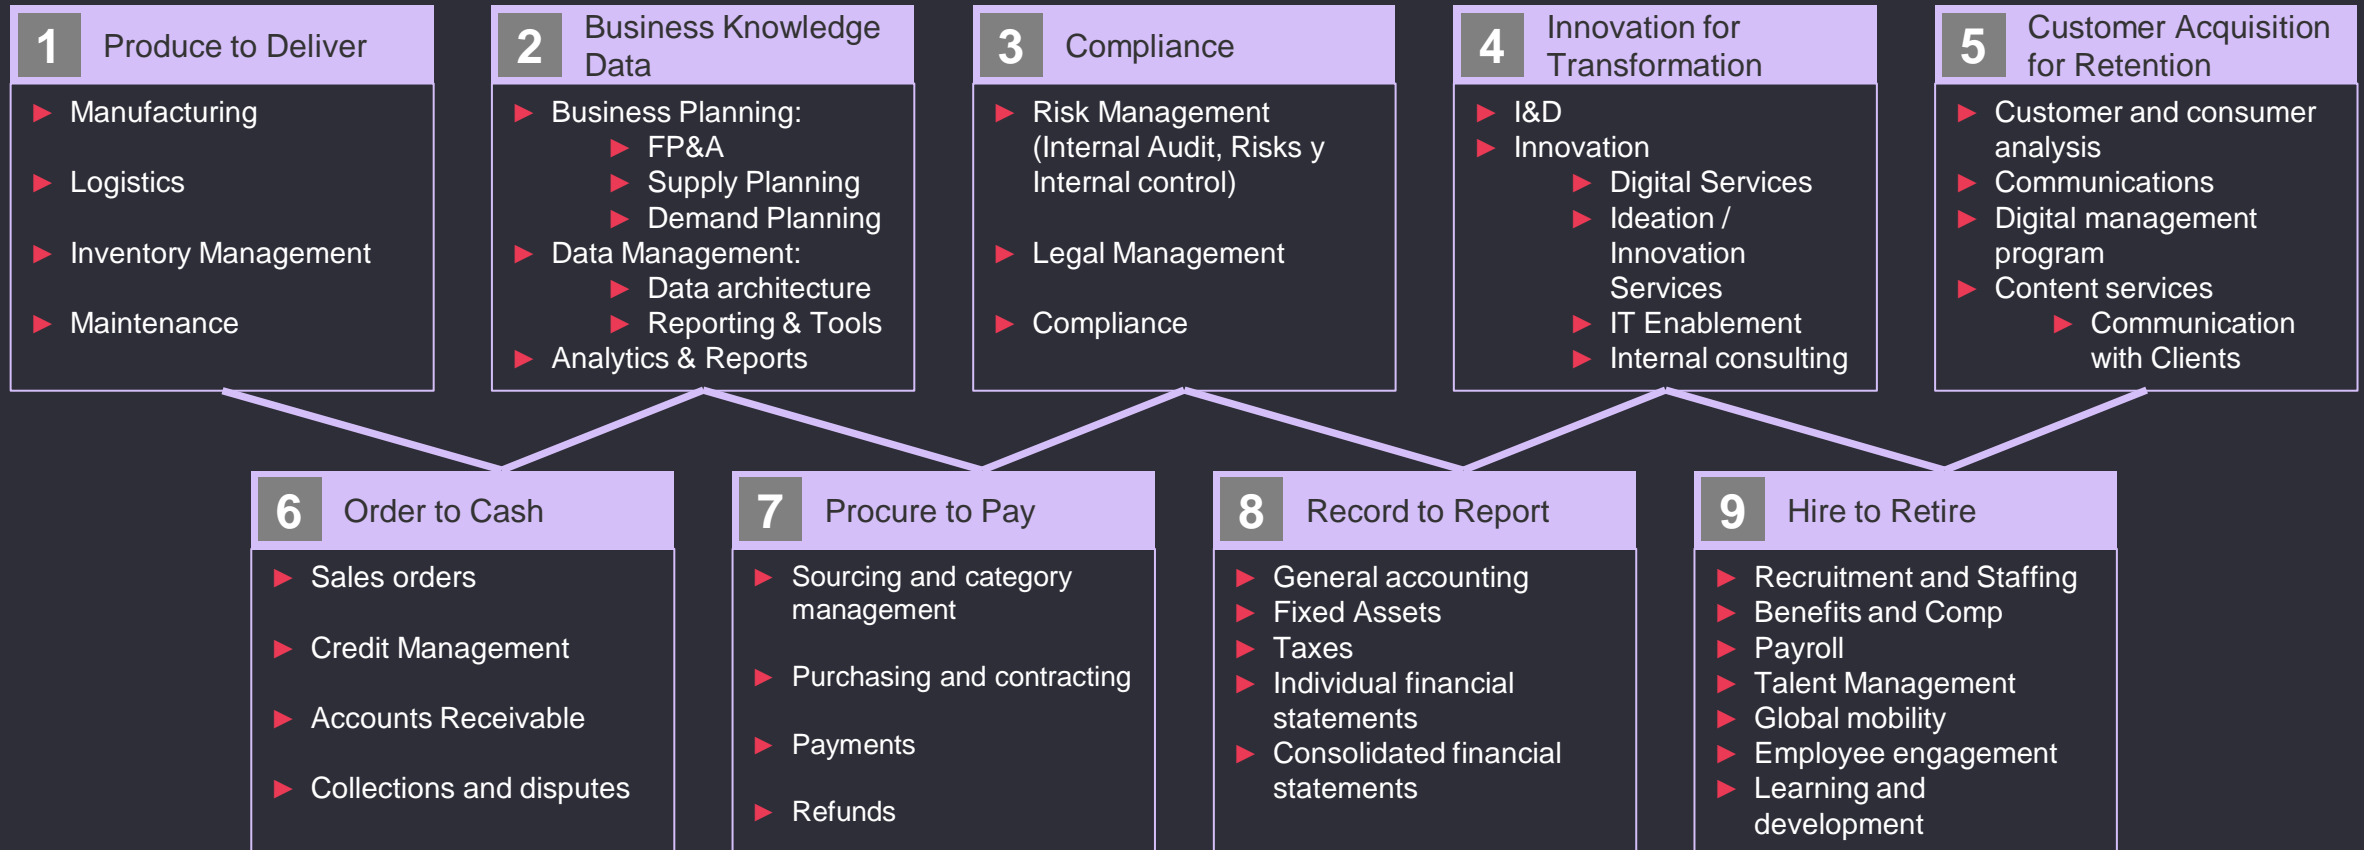 1
Produce to Deliver
Manufacturing
Logistics
Inventory Management
Maintenance
2
Business Knowledge
Data
Business Planning:
FP&A
Supply Planning
Demand Planning
Data Management:
Data architecture
Reporting & Tools
Analytics & Reports
3
Compliance
Risk Management
(Internal Audit, Risks y
Internal control)
Legal Management
Compliance
4
Innovation for
Transformation
I&D
Innovation
Digital Services
Ideation /
Innovation
Services
IT Enablement
Internal consulting
5
Customer Acquisition
for Retention
Customer and consumer
analysis
Communications
Digital management
program
Content services
Communication
with Clients
6
Order to Cash
Sales orders
Credit Management
Accounts Receivable
Collections and disputes
7
Procure to Pay
Sourcing and category
management
Purchasing and contracting
Payments
Refunds
8
Record to Report
General accounting
Fixed Assets
Taxes
Individual financial
statements
Consolidated financial
statements
9
Hire to Retire
Recruitment and Staffing
Benefits and Comp
Payroll
Talent Management
Global mobility
Employee engagement
Learning and
development